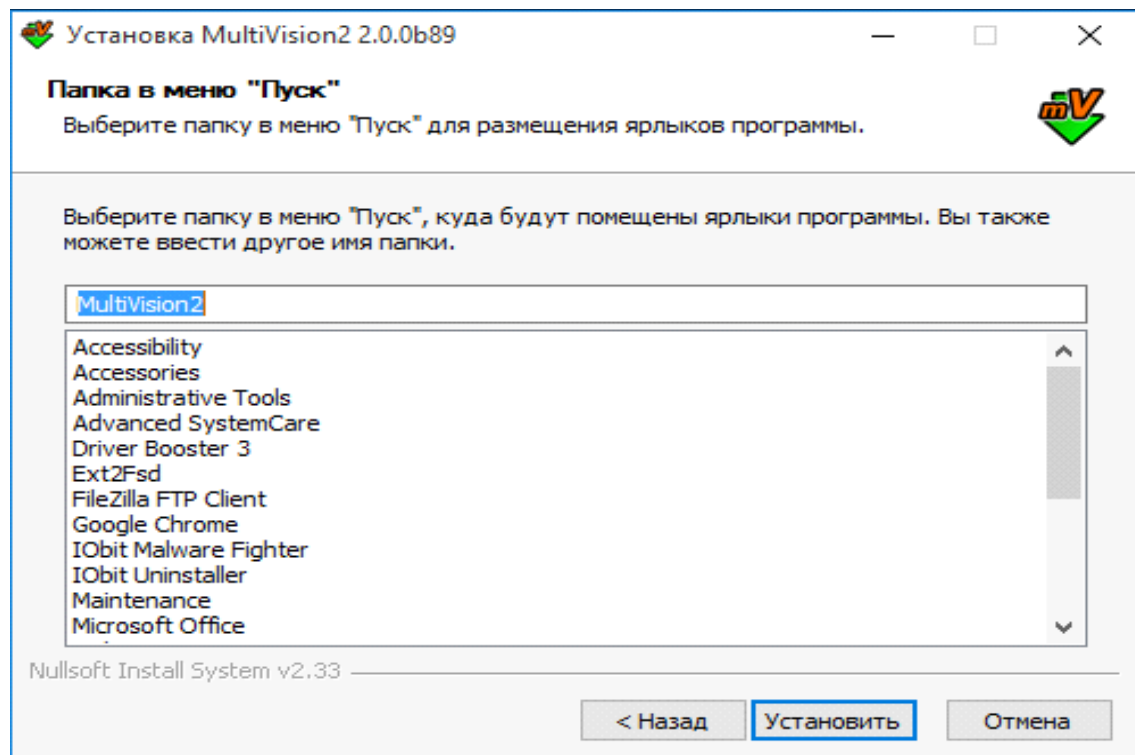 Установка MultiVision2 2.0.0b89
Папка в меню "Пуск"
Выберите папку в меню "Пуск" для размещения ярлыков программы.
mV
Выберите папку в меню "Пуск", куда будут помещены ярлыки программы. Вы также
можете ввести другое имя папки.
MultiVision2
Accessibility
Accessories
Administrative Tools
Advanced SystemCare
Driver Booster 3
Ext2Fsd
FileZilla FTP Client
Google Chrome
IObit Malware Fighter
IObit Uninstaller
Maintenance
Microsoft Office
Nullsoft Install System v2.33
< Назад Установить Отмена